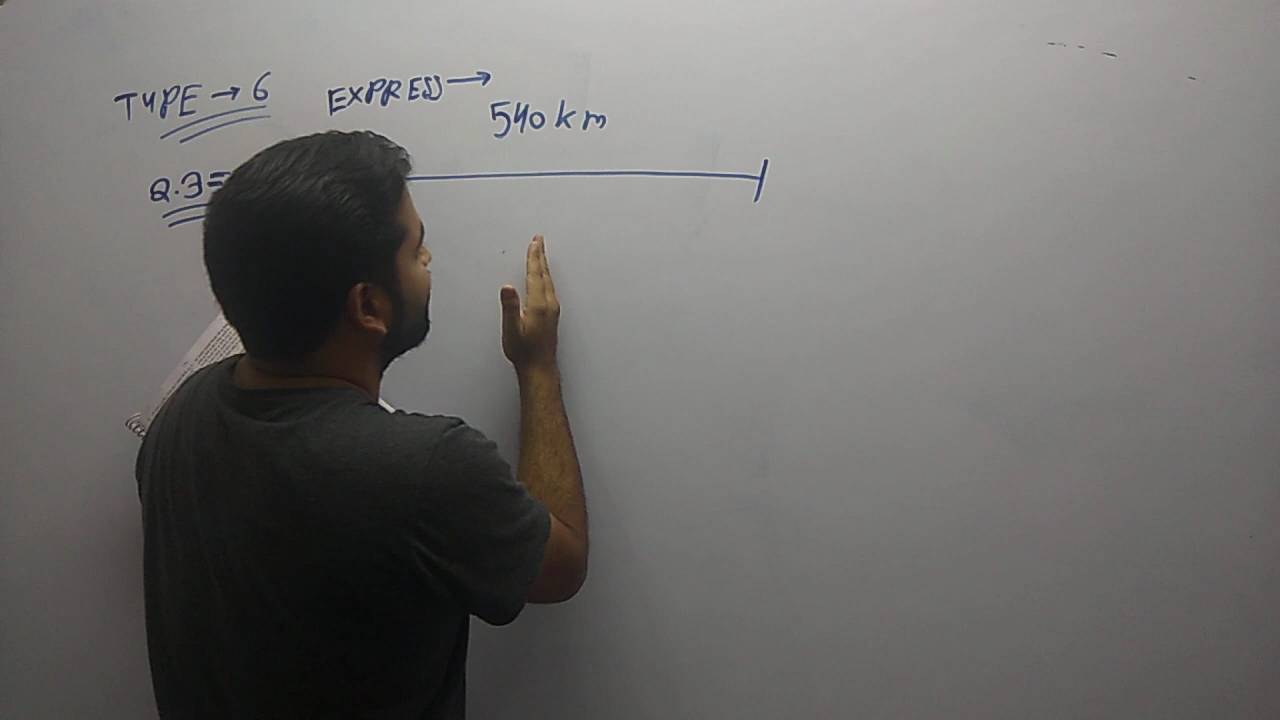 TYPE → 6
EXPRESS →
540 km
Q.3=